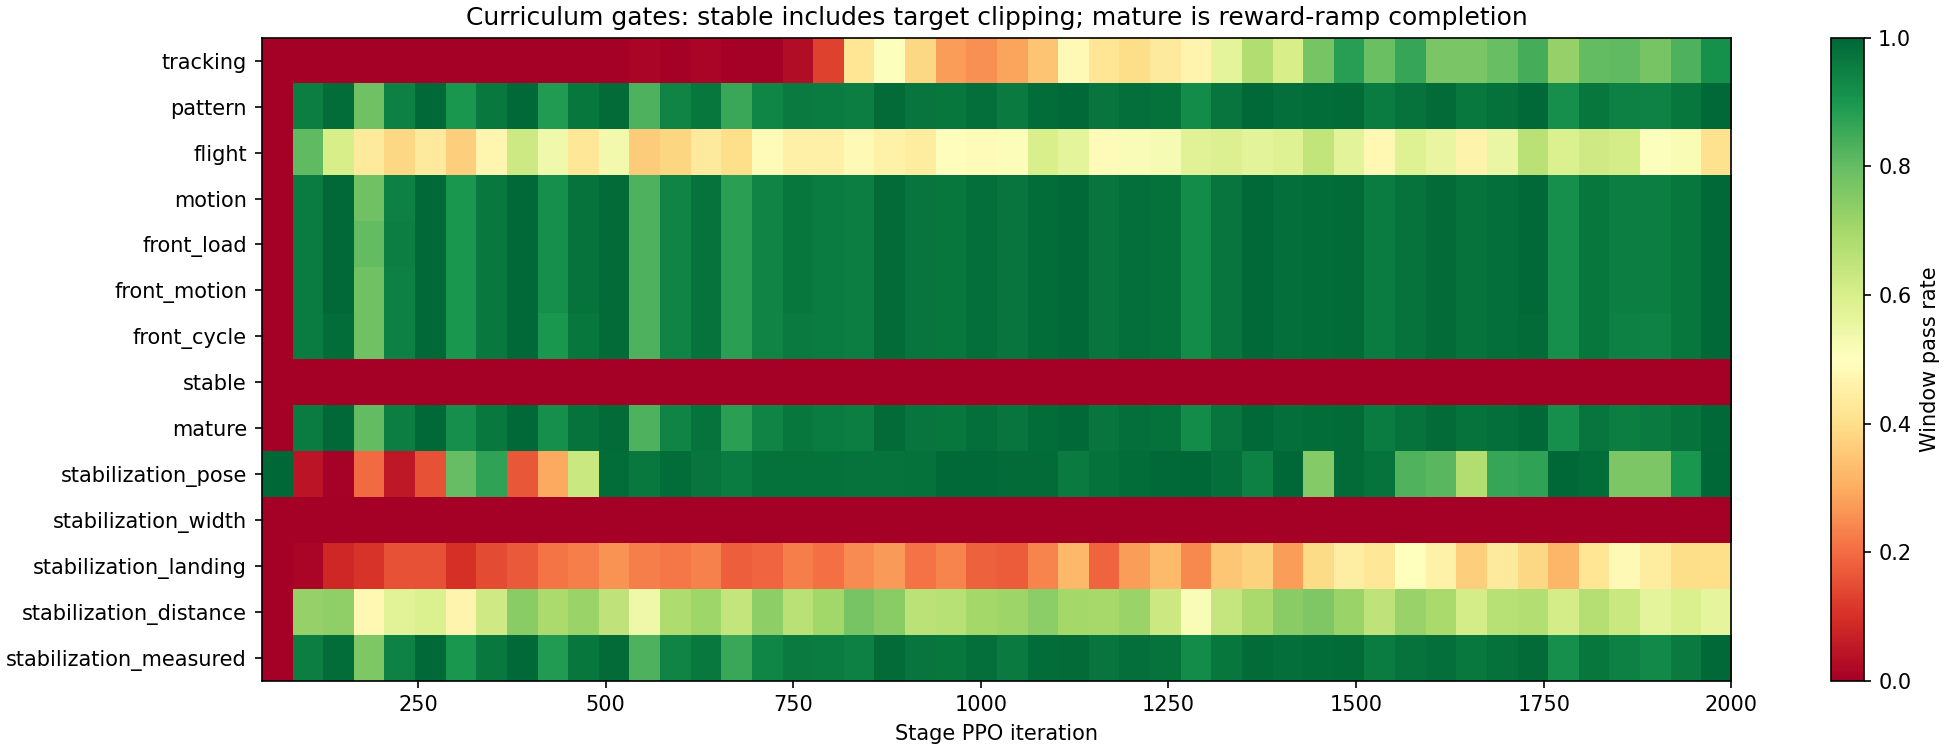 Curriculum gates: stable includes target clipping; mature is reward-ramp completion
tracking
pattern
flight
motion
front_load
front_motion
front_cycle
stable
mature
stabilization_pose
stabilization_width
stabilization_landing
stabilization_distance
stabilization_measured
250 500 750 1000 1250 1500 1750 2000
Stage PPO iteration
1.0
0.8
0.6
0.4
0.2
0.0
Window pass rate